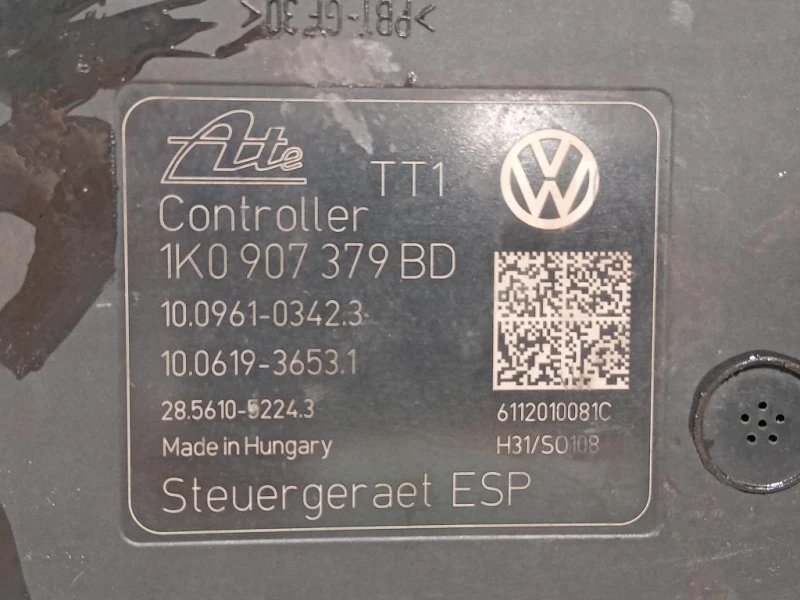 >PBT-GF30<
Ate
TT1
Controller
1K0 907 379 BD
10.0961-0342.3
10.0619-3653.1
28.5610-5224.3
6112010081C
Made in Hungary
H31/SO108
Steuergeraet ESP